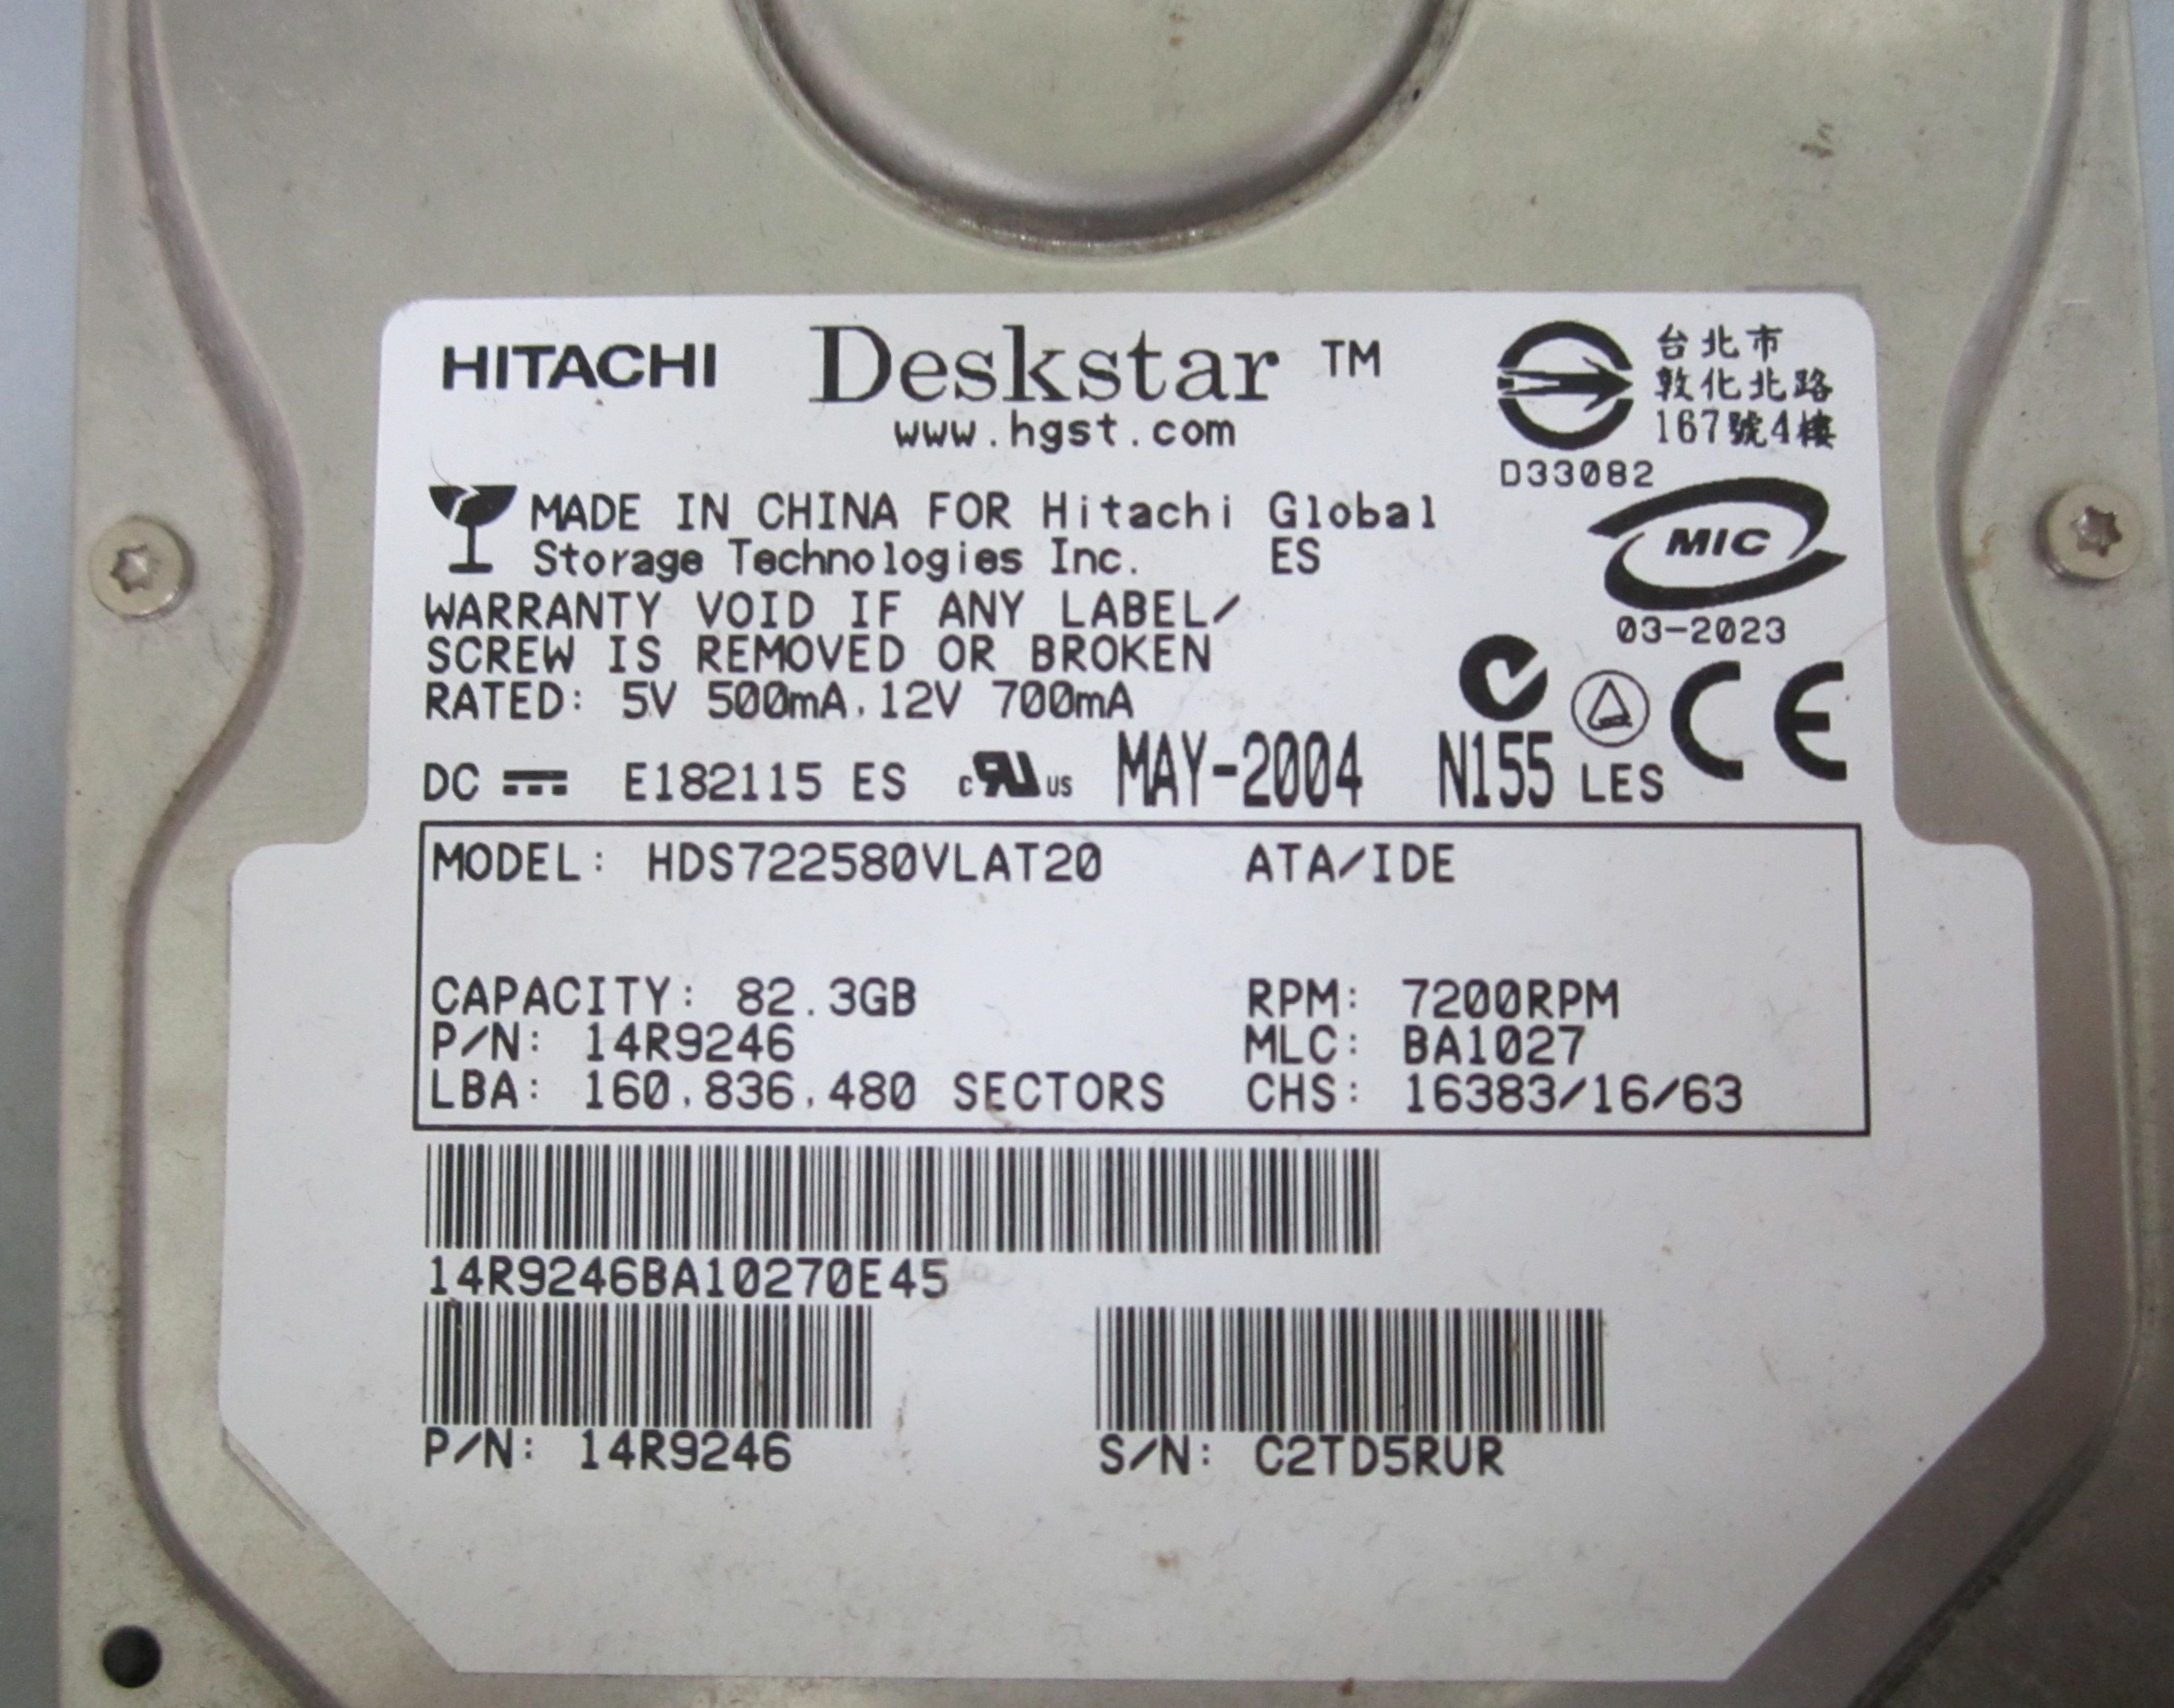 HITACHI Deskstar ™
www.hgst.com
台北市
敦化北路
167號4樓
D33082
MADE IN CHINA FOR Hitachi Global
Storage Technologies Inc. ES
MIC
03-2023
WARRANTY VOID IF ANY LABEL/
SCREW IS REMOVED OR BROKEN
RATED: 5V 500mA, 12V 700mA
DC E182115 ES c RU us MAY-2004 N155 LES CE
MODEL: HDS722580VLAT20 ATA/IDE
CAPACITY: 82.3GB RPM: 7200RPM
P/N: 14R9246 MLC: BA1027
LBA: 160,836,480 SECTORS CHS: 16383/16/63
14R9246BA10270E45
P/N: 14R9246 S/N: C2TD5RUR